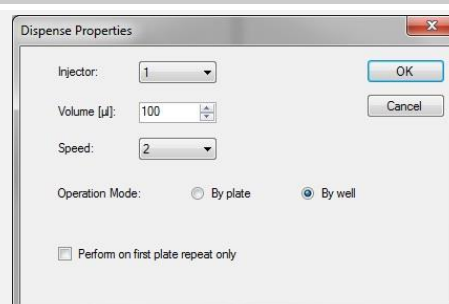 Dispense Properties
Injector: 1 OK
Volume [µl]: 100 Cancel
Speed: 2
Operation Mode: By plate By well
Perform on first plate repeat only